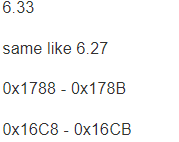 6.33
same like 6.27
0x1788 - 0x178B
0x16C8 - 0x16CB